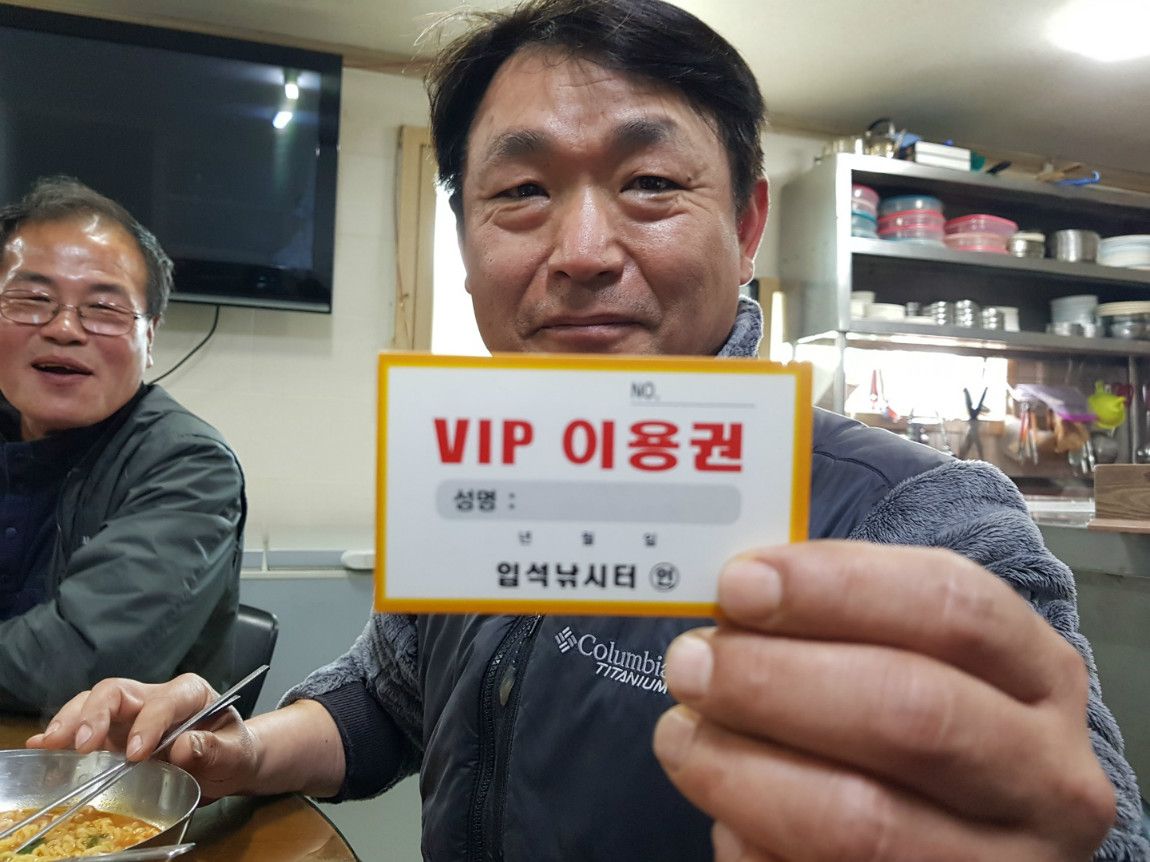 NO.
VIP 이용권
성명 :
년 월 일
입석낚시터 ㊞
Columbia
TITANIUM